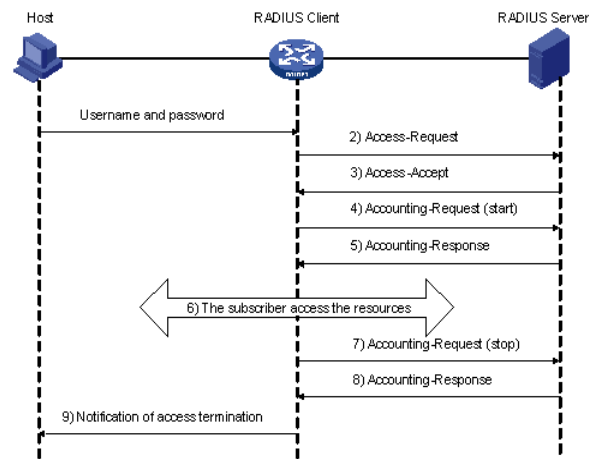 Host
RADIUS Client
RADIUS Server
Username and password
2) Access-Request
3) Access-Accept
4) Accounting-Request (start)
5) Accounting-Response
6) The subscriber access the resources
7) Accounting-Request (stop)
8) Accounting-Response
9) Notification of access termination